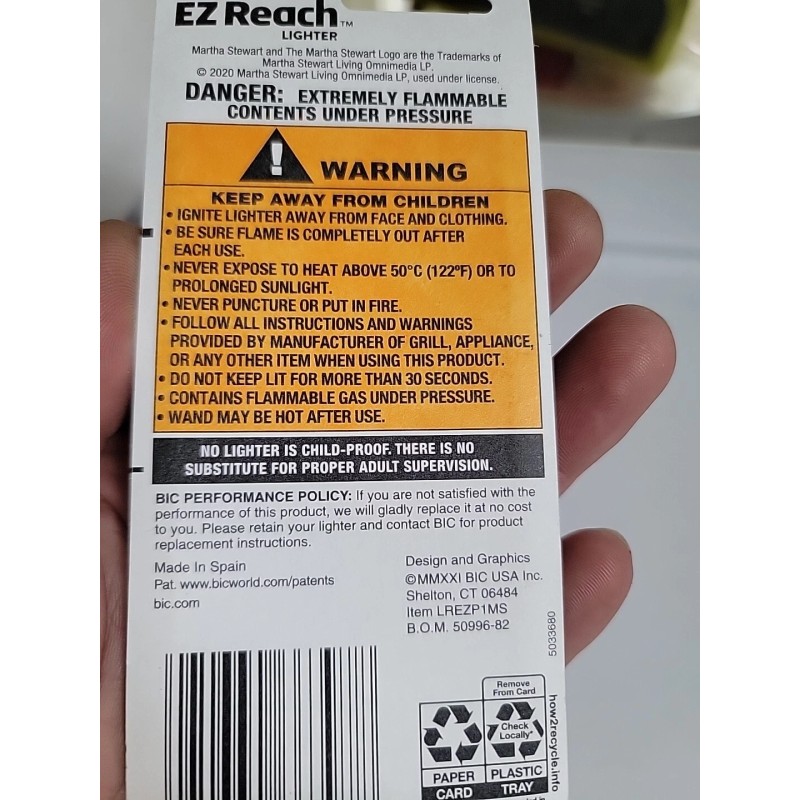 EZ Reach™
LIGHTER
Martha Stewart and The Martha Stewart Logo are the Trademarks of
Martha Stewart Living Omnimedia LP.
© 2020 Martha Stewart Living Omnimedia LP, used under license.
DANGER: EXTREMELY FLAMMABLE
CONTENTS UNDER PRESSURE
! WARNING
KEEP AWAY FROM CHILDREN
• IGNITE LIGHTER AWAY FROM FACE AND CLOTHING.
• BE SURE FLAME IS COMPLETELY OUT AFTER
EACH USE.
• NEVER EXPOSE TO HEAT ABOVE 50°C (122°F) OR TO
PROLONGED SUNLIGHT.
• NEVER PUNCTURE OR PUT IN FIRE.
• FOLLOW ALL INSTRUCTIONS AND WARNINGS
PROVIDED BY MANUFACTURER OF GRILL, APPLIANCE,
OR ANY OTHER ITEM WHEN USING THIS PRODUCT.
• DO NOT KEEP LIT FOR MORE THAN 30 SECONDS.
• CONTAINS FLAMMABLE GAS UNDER PRESSURE.
• WAND MAY BE HOT AFTER USE.
NO LIGHTER IS CHILD-PROOF. THERE IS NO
SUBSTITUTE FOR PROPER ADULT SUPERVISION.
BIC PERFORMANCE POLICY: If you are not satisfied with the
performance of this product, we will gladly replace it at no cost
to you. Please retain your lighter and contact BIC for product
replacement instructions.
Made In Spain
Pat. www.bicworld.com/patents
bic.com
Design and Graphics
©MMXXI BIC USA Inc.
Shelton, CT 06484
Item LREZP1MS
B.O.M. 50996-82
5033680
Remove
From Card
Check
Locally*
PAPER
CARD
PLASTIC
TRAY
how2recycle.info